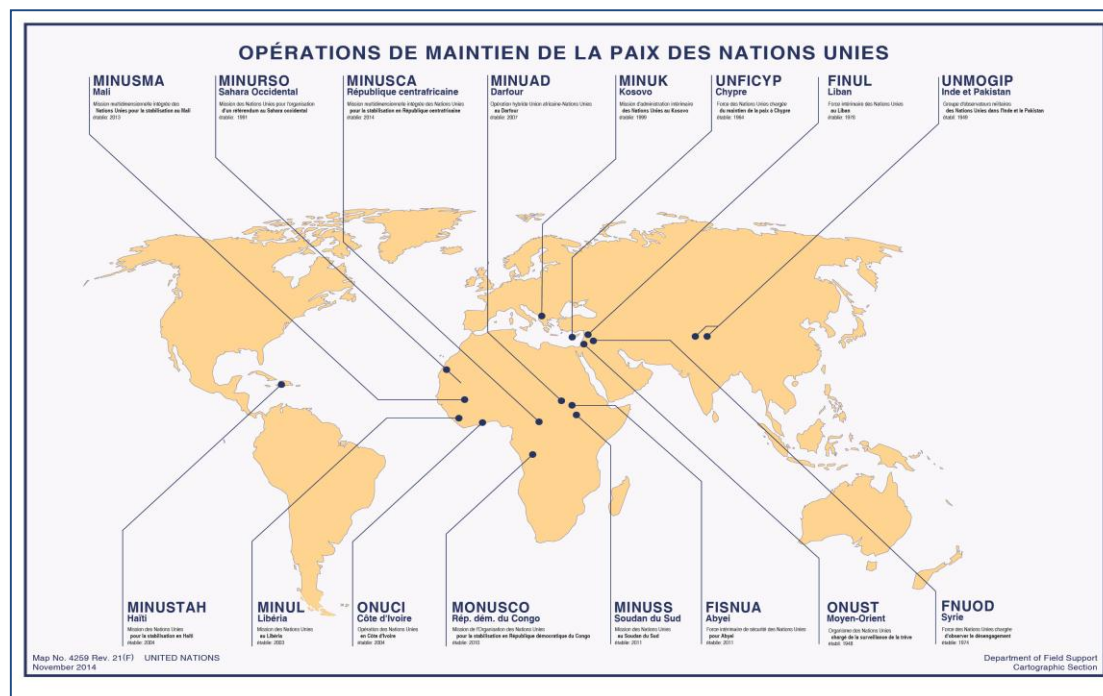 OPÉRATIONS DE MAINTIEN DE LA PAIX DES NATIONS UNIES
MINUSMA
Mali
Mission multidimensionnelle intégrée des
Nations Unies pour la stabilisation au Mali
établie: 2013
MINURSO
Sahara Occidental
Mission des Nations Unies pour l'organisation
d'un référendum au Sahara occidental
établie: 1991
MINUSCA
République centrafricaine
Mission multidimensionnelle intégrée des Nations Unies
pour la stabilisation en République centrafricaine
établie: 2014
MINUAD
Darfour
Opération hybride Union africaine-Nations Unies
au Darfour
établie: 2007
MINUK
Kosovo
Mission d'administration intérimaire
des Nations Unies au Kosovo
établie: 1999
UNFICYP
Chypre
Force des Nations Unies chargée
du maintien de la paix à Chypre
établie: 1964
FINUL
Liban
Force intérimaire des Nations Unies
au Liban
établie: 1978
UNMOGIP
Inde et Pakistan
Groupe d'observateurs militaires
des Nations Unies dans l'Inde et le Pakistan
établi: 1949
MINUSTAH
Haïti
Mission des Nations Unies
pour la stabilisation en Haïti
établie: 2004
MINUL
Libéria
Mission des Nations Unies
au Libéria
établie: 2003
ONUCI
Côte d'Ivoire
Opération des Nations Unies
en Côte d'Ivoire
établie: 2004
MONUSCO
Rép. dém. du Congo
Mission de l'Organisation des Nations Unies
pour la stabilisation en République démocratique du Congo
établie: 2010
MINUSS
Soudan du Sud
Mission des Nations Unies
au Soudan du Sud
établie: 2011
FISNUA
Abyei
Force intérimaire de sécurité des Nations Unies
pour Abyei
établie: 2011
ONUST
Moyen-Orient
Organisme des Nations Unies
chargé de la surveillance de la trêve
établi: 1948
FNUOD
Syrie
Force des Nations Unies chargée
d'observer le désengagement
établie: 1974
Map No. 4259 Rev. 21(F) UNITED NATIONS
November 2014
Department of Field Support
Cartographic Section